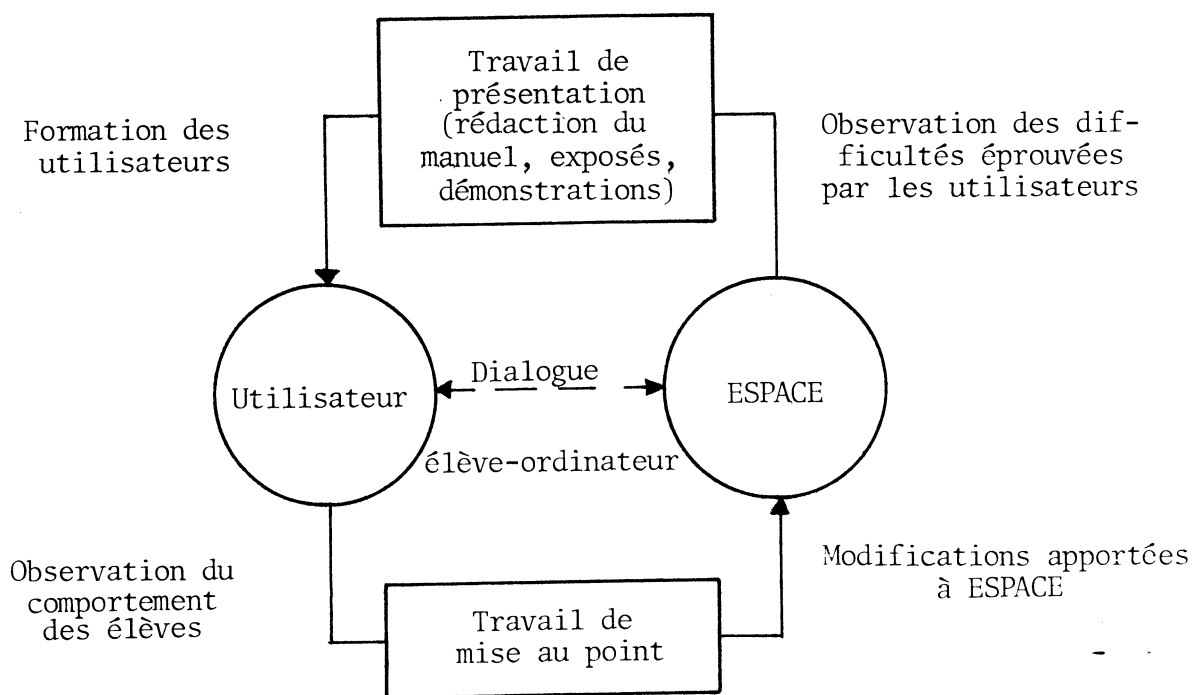 Travail de
présentation
(rédaction du
manuel, exposés,
démonstrations)
Formation des
utilisateurs
Observation des dif-
ficultés éprouvées
par les utilisateurs
Utilisateur
Dialogue
ESPACE
élève-ordinateur
Observation du
comportement
des élèves
Travail de
mise au point
Modifications apportées
à ESPACE